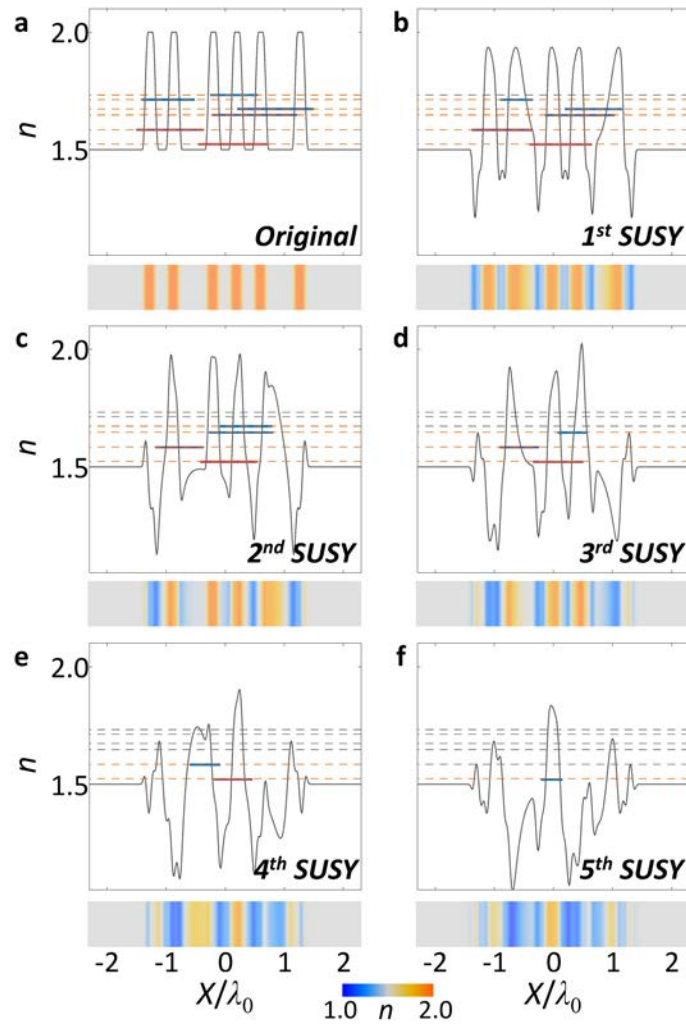 a
b
2.0
n
1.5
Original
1st SUSY
c
d
2.0
n
1.5
2nd SUSY
3rd SUSY
e
f
2.0
n
1.5
4th SUSY
5th SUSY
-2 -1 0 1 2
-2 -1 0 1 2
X/λ0
X/λ0
1.0 n 2.0